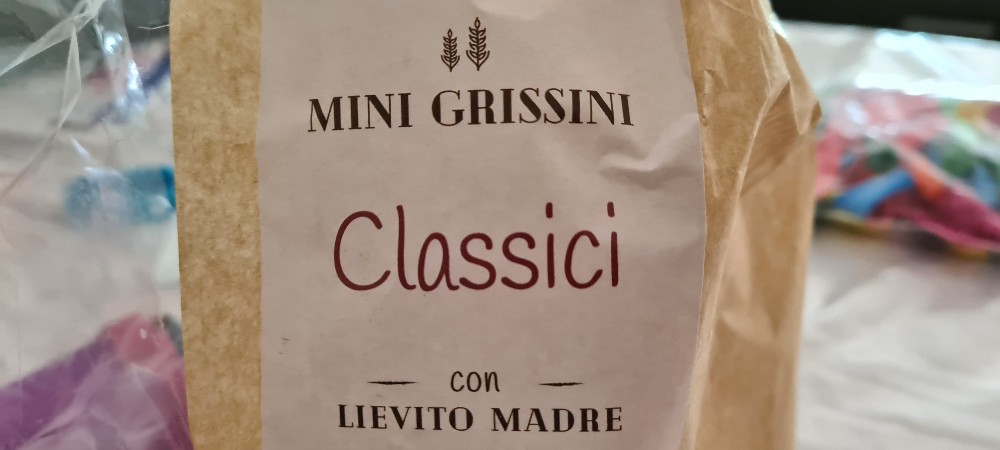 MINI GRISSINI
Classici
con
LIEVITO MADRE